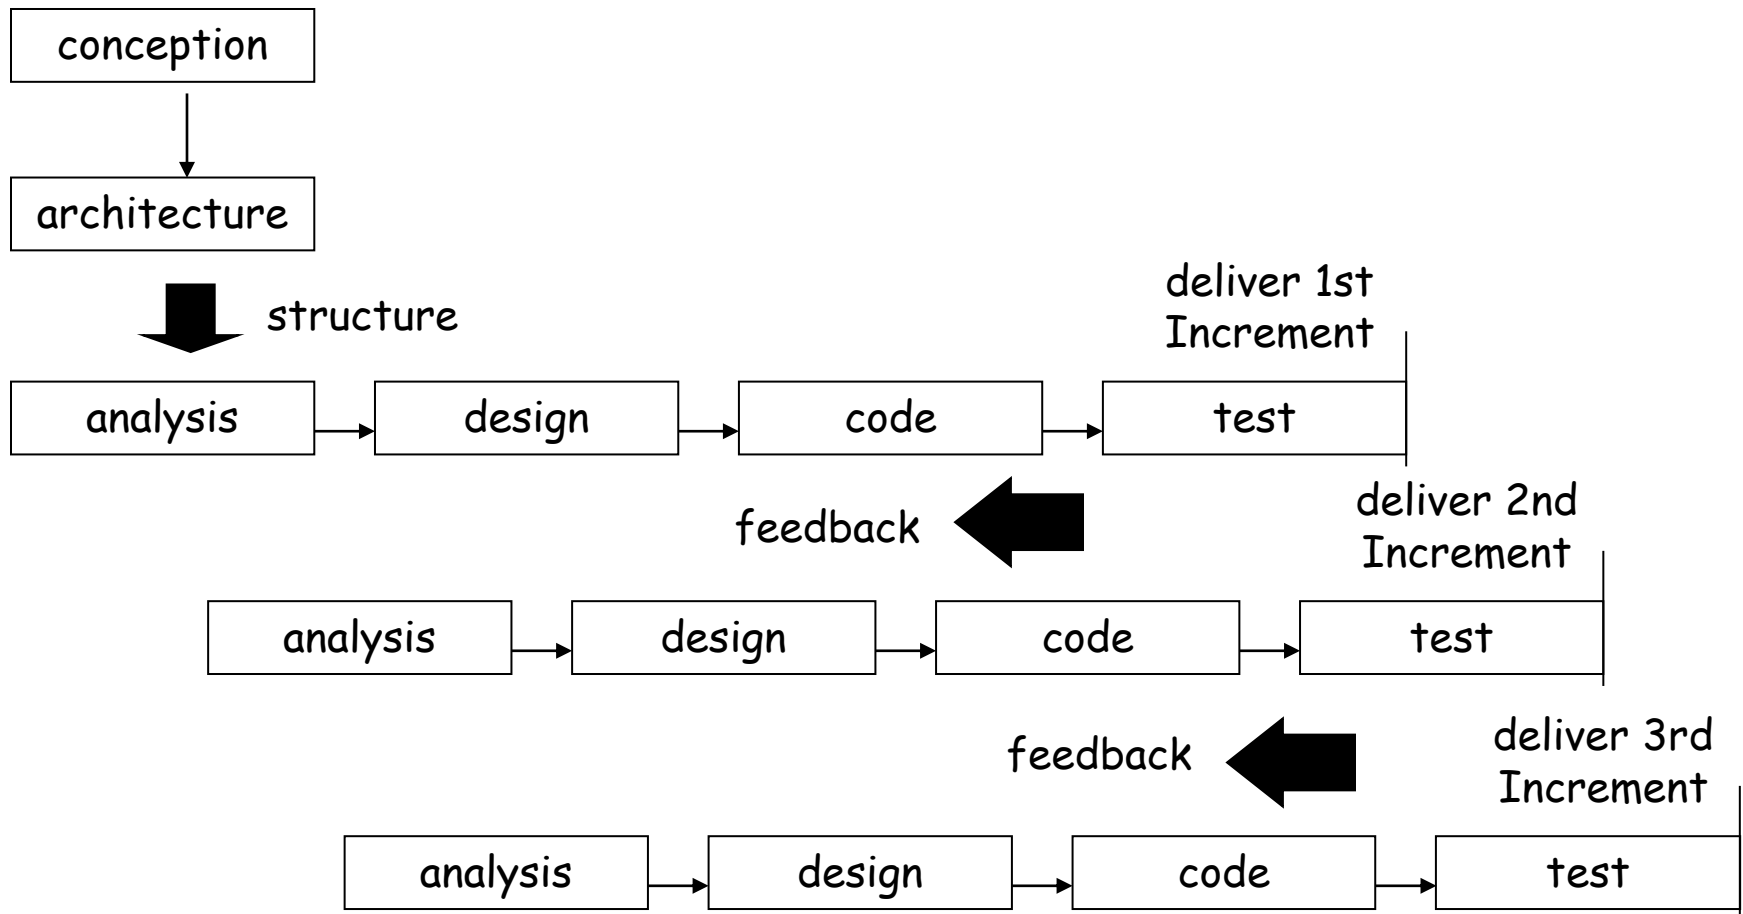 conception
architecture
structure
deliver 1st
Increment
analysis
design
code
test
feedback
deliver 2nd
Increment
analysis
design
code
test
feedback
deliver 3rd
Increment
analysis
design
code
test